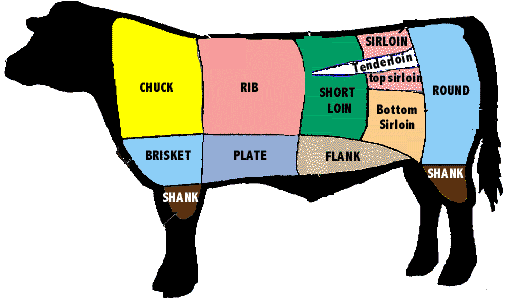 SIRLOIN
Tenderloin
top sirloin
CHUCK
RIB
SHORT
LOIN
ROUND
Bottom
Sirloin
BRISKET
PLATE
FLANK
SHANK
SHANK